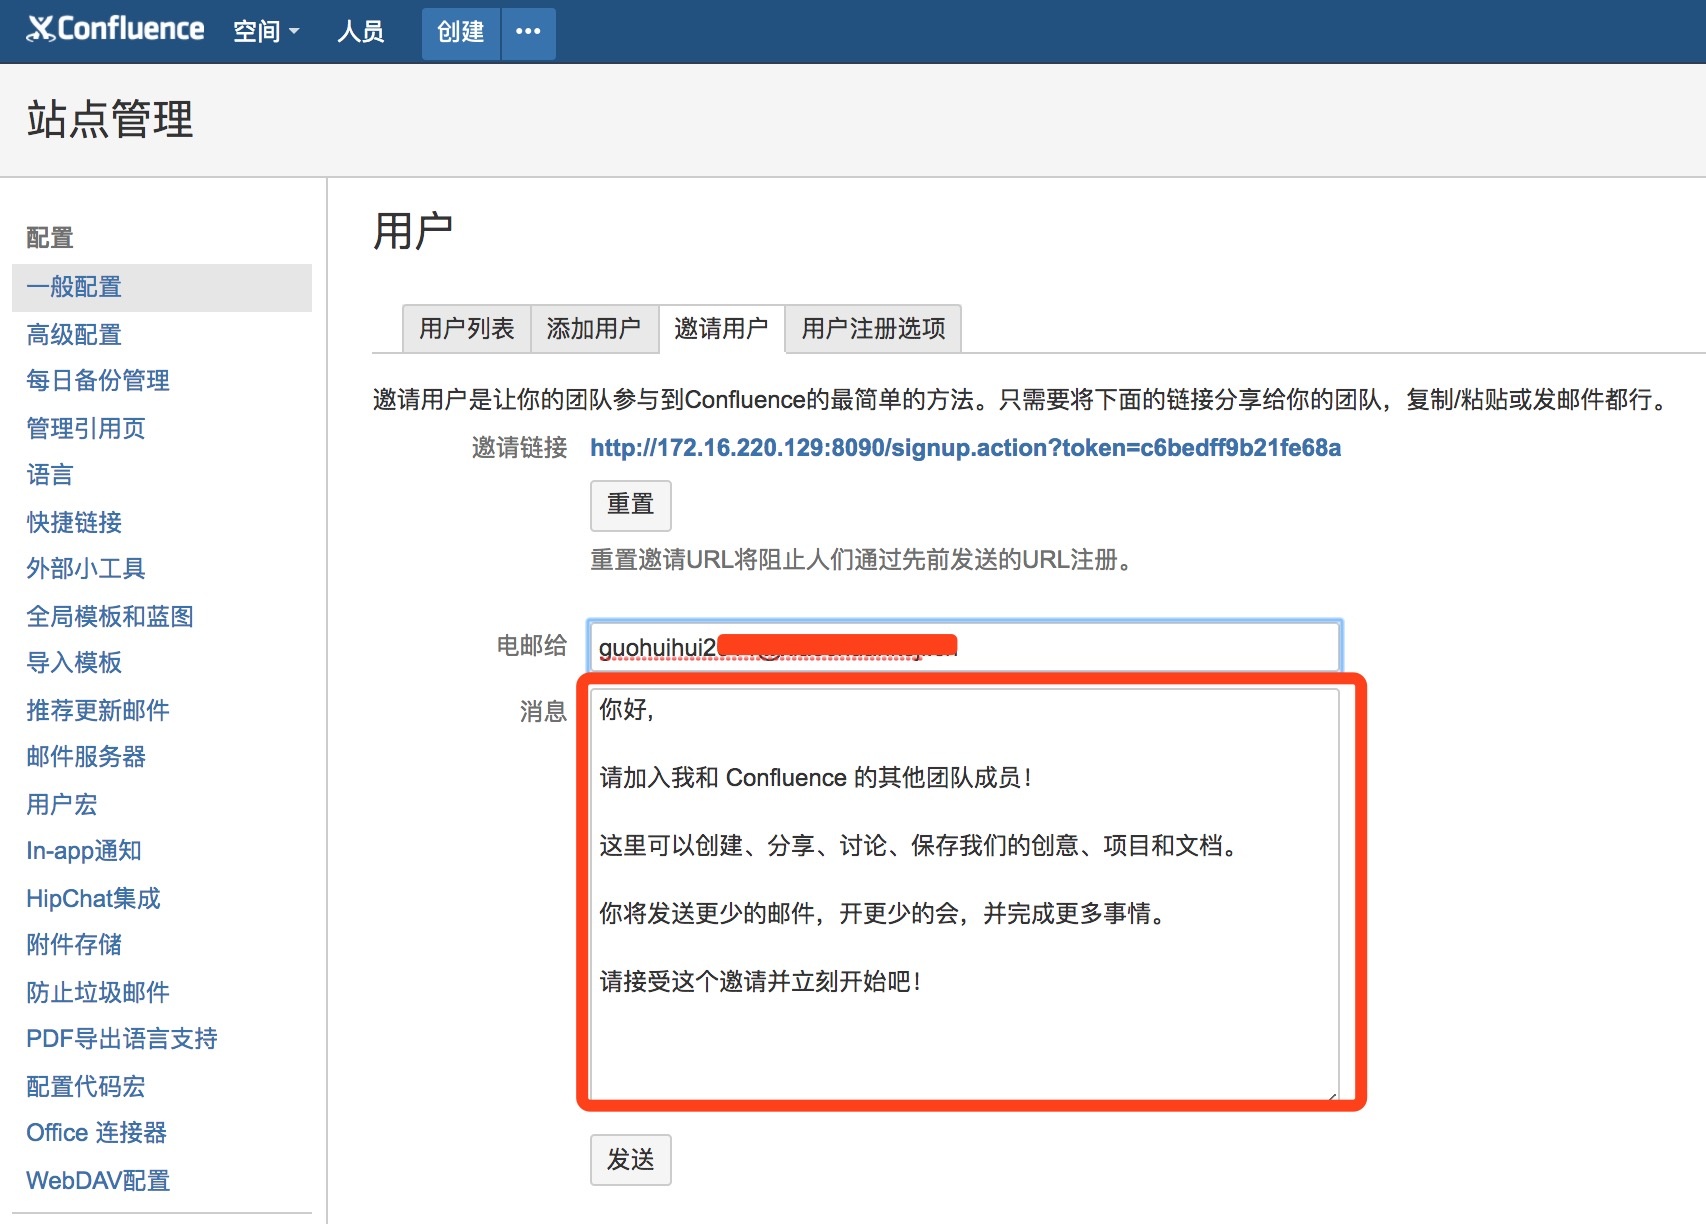 Confluence 空间 人员 创建 •••
站点管理
配置
一般配置
高级配置
每日备份管理
管理引用页
语言
快捷链接
外部小工具
全局模板和蓝图
导入模板
推荐更新邮件
邮件服务器
用户宏
In-app通知
HipChat集成
附件存储
防止垃圾邮件
PDF导出语言支持
配置代码宏
Office 连接器
WebDAV配置
用户
用户列表 添加用户 邀请用户 用户注册选项
邀请用户是让你的团队参与到Confluence的最简单的方法。只需要将下面的链接分享给你的团队，复制/粘贴或发邮件都行。
邀请链接 http://172.16.220.129:8090/signup.action?token=c6bedff9b21fe68a
重置
重置邀请URL将阻止人们通过先前发送的URL注册。
电邮给 guohuihui2
消息
你好,
请加入我和 Confluence 的其他团队成员！
这里可以创建、分享、讨论、保存我们的创意、项目和文档。
你将发送更少的邮件，开更少的会，并完成更多事情。
请接受这个邀请并立刻开始吧！
发送